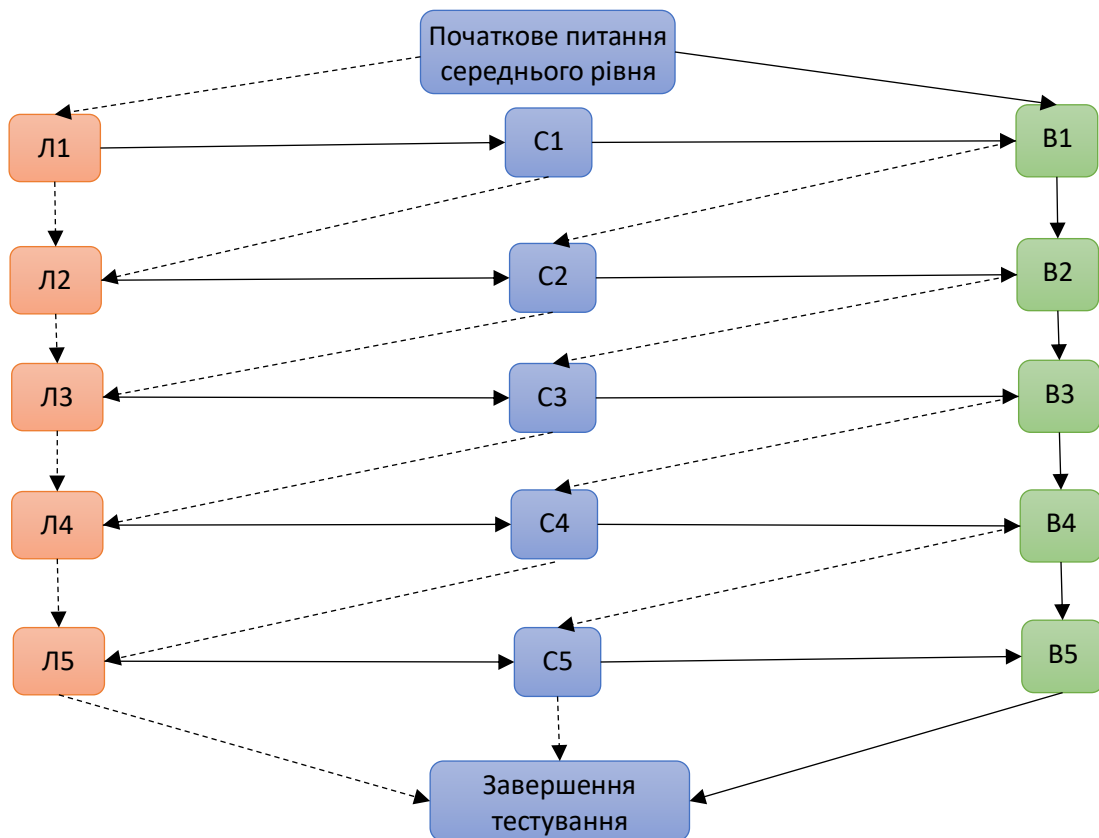 Початкове питання
середнього рівня
Л1
С1
В1
Л2
С2
В2
Л3
С3
В3
Л4
С4
В4
Л5
С5
В5
Завершення
тестування